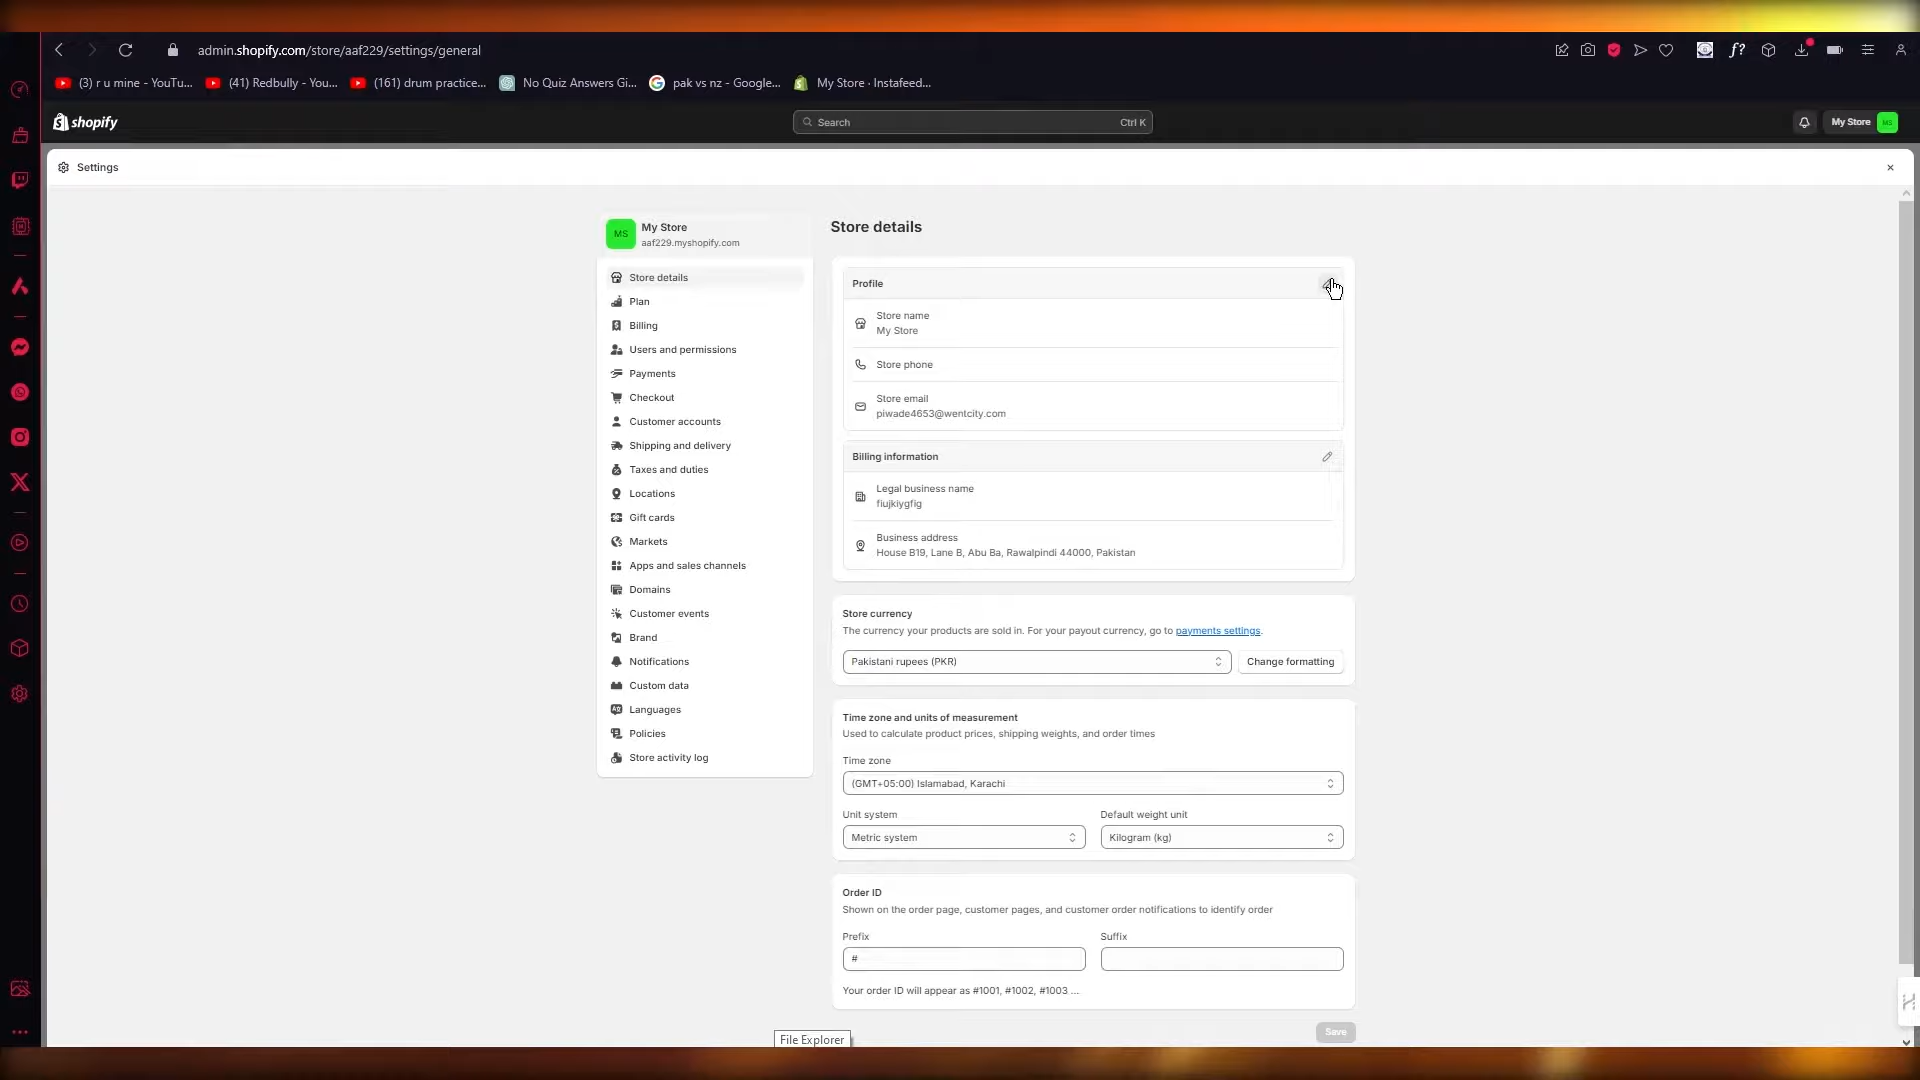 admin.shopify.com/store/aaf229/settings/general
(3) r u mine - YouTu...
(41) Redbully - You...
(161) drum practice...
No Quiz Answers Gi...
pak vs nz - Google...
My Store · Instafeed...
shopify
Search
Ctrl K
My Store
MS
Settings
MS
My Store
aaf229.myshopify.com
Store details
Plan
Billing
Users and permissions
Payments
Checkout
Customer accounts
Shipping and delivery
Taxes and duties
Locations
Gift cards
Markets
Apps and sales channels
Domains
Customer events
Brand
Notifications
Custom data
Languages
Policies
Store activity log
Store details
Profile
Store name
My Store
Store phone
Store email
piwade4653@wentcity.com
Billing information
Legal business name
fiujkiygfig
Business address
House B19, Lane B, Abu Ba, Rawalpindi 44000, Pakistan
Store currency
The currency your products are sold in. For your payout currency, go to payments settings.
Pakistani rupees (PKR)
Change formatting
Time zone and units of measurement
Used to calculate product prices, shipping weights, and order times
Time zone
(GMT+05:00) Islamabad, Karachi
Unit system
Default weight unit
Metric system
Kilogram (kg)
Order ID
Shown on the order page, customer pages, and customer order notifications to identify order
Prefix
Suffix
#
Your order ID will appear as #1001, #1002, #1003 ...
Save
File Explorer